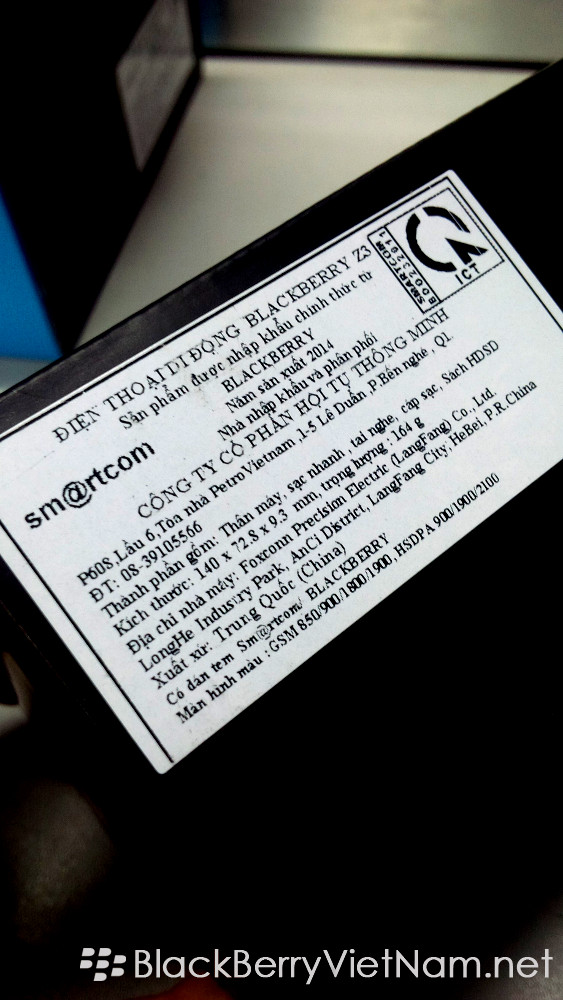 ĐIỆN THOẠI DI ĐỘNG BLACKBERRY Z3
Sản phẩm được nhập khẩu chính thức từ
BLACKBERRY
Năm sản xuất 2014
Nhà nhập khẩu và phân phối
sm@rtcom
CÔNG TY CỔ PHẦN HỘI TỤ THÔNG MINH
P608,Lầu 6,Tòa nhà PetroVietnam ,1-5 Lê Duẩn, P.Bến nghé , Q1
ĐT: 08-39105566
Thành phần gồm: Thân máy, sạc nhanh, tai nghe, cáp sạc , Sách HDSD
Kích thước: 140 x 72.8 x 9.3 mm, trọng lượng : 164 g
Địa chỉ nhà máy: Foxconn Precision Electric (LangFang) Co., Ltd
LongHe Industry Park, AnCi District, LangFang City, HeBei, P.R.China
Xuất xứ: Trung Quốc (China)
Có dán tem Sm@rtcom/ BLACKBERRY
Màn hình màu : GSM 850/900/1800/1900, HSDPA 900/1900/2100
SMARTCOM
B00232011
ICT
BlackBerryVietNam.net